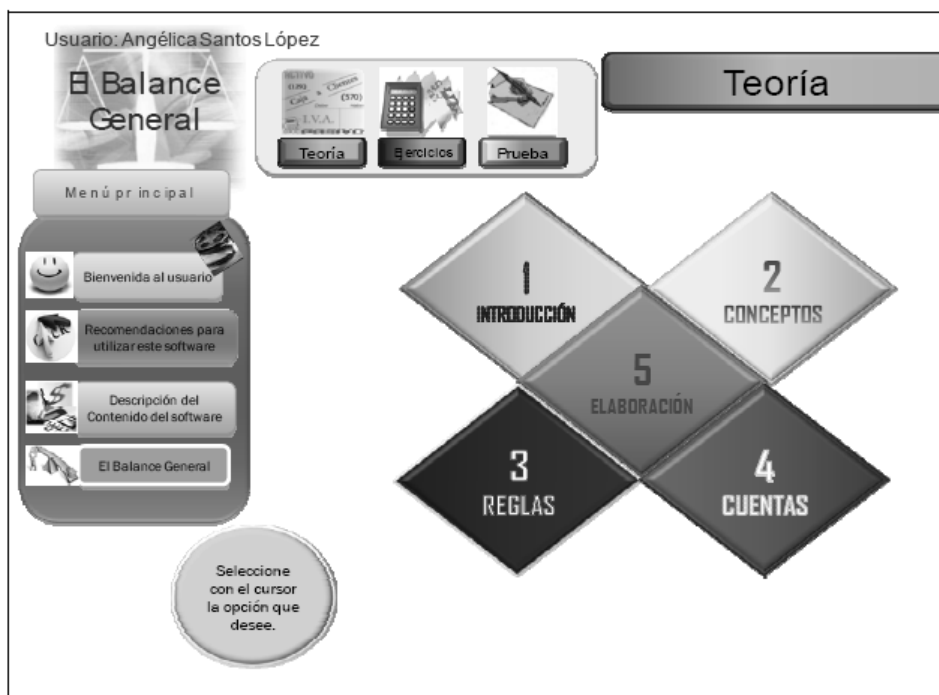 Usuario: Angélica Santos López
El Balance
General
Teoría
Ejercicios
Prueba
Teoría
Menú principal
Bienvenida al usuario
Recomendaciones para
utilizar este software
Descripción del
Contenido del software
El Balance General
1
INTRODUCCIÓN
2
CONCEPTOS
5
ELABORACIÓN
3
REGLAS
4
CUENTAS
Seleccione
con el cursor
la opción que
desee.